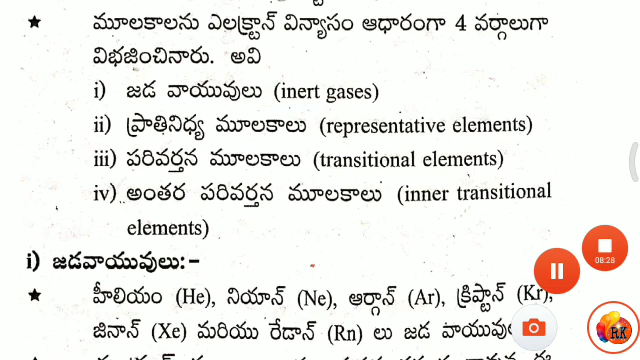 ★ మూలకాలను ఎలక్ట్రాన్ విన్యాసం ఆధారంగా 4 వర్గాలుగా
విభజించినారు. అవి
i) జడ వాయువులు (inert gases)
ii) ప్రాతినిధ్య మూలకాలు (representative elements)
iii) పరివర్తన మూలకాలు (transitional elements)
iv) అంతర పరివర్తన మూలకాలు (inner transitional
elements)
i) జడవాయువులు:-
★ హీలియం (He), నియాన్ (Ne), ఆర్గాన్ (Ar), క్రిప్టాన్ (Kr),
జినాన్ (Xe) మరియు రేడాన్ (Rn) లు జడ వాయువు
08:28
RK